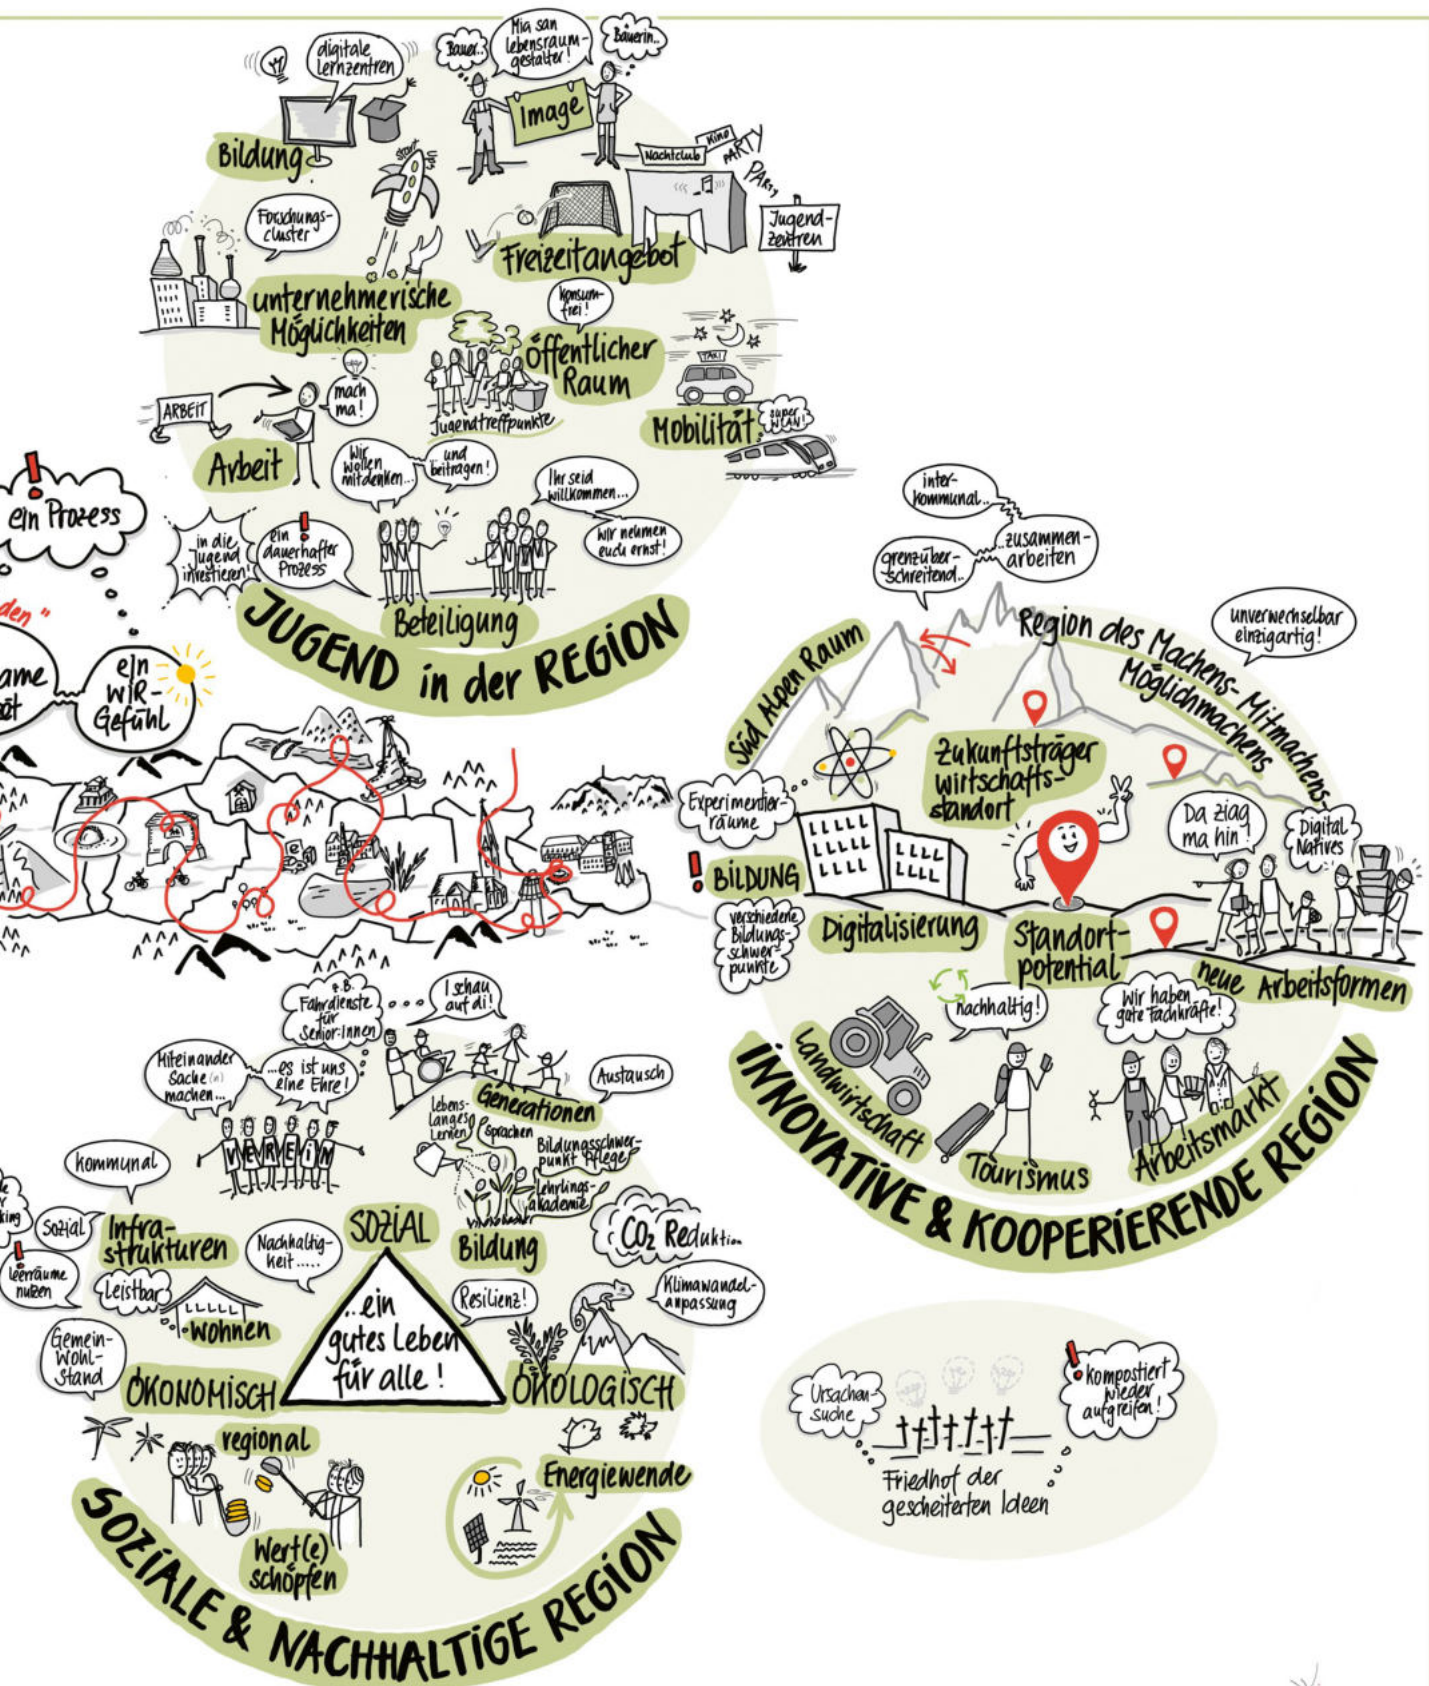 digitale
Lernzentren
Bauer..
Mia san
lebensraum-
gestalter!
Bäuerin..
Image
Bildung
start
ups
Nachtclub
Kino
PARTY
PARTY
Jugend-
zentren
Forschungs-
cluster
Freizeitangebot
unternehmerische
Möglichkeiten
konsum-
frei!
öffentlicher
Raum
TAXI
Jugendtreffpunkte
ARBEIT
mach
ma!
Arbeit
Mobilität
super
WLAN!
Wir
wollen
mitdenken...
und
beitragen!
Ihr seid
willkommen...
wir nehmen
euch ernst!
in die
Jugend
investieren!
ein
dauerhafter
Prozess
Beteiligung
JUGEND in der REGION
ein Prozess
den"
ame
ein
WIR-
Gefühl
inter-
kommunal..
grenzüber-
schreitend..
..zusammen-
arbeiten
Süd Alpen Raum
Region des Machens- Mitmachens-
Möglichmachens
unverwechselbar
einzigartig!
Zukunftsträger
Wirtschafts-
standort
Experimentier-
räume
! BILDUNG
verschiedene
Bildungs-
schwer-
punkte
Digitalisierung
Standort-
potential
Da ziag
ma hin!
Digital
Natives
neue Arbeitsformen
nachhaltig!
Wir haben
gute Fachkräfte!
Landwirtschaft
Tourismus
Arbeitsmarkt
INNOVATIVE & KOOPERIERENDE REGION
z.B.
Fahrdienste
für
Senior:Innen
I schau
auf di!
Miteinander
Sache(n)
machen...
...es ist uns
eine Ehre!
Austausch
Generationen
VEREIN
Lebens-
langes
Lernen
Sprachen
Bildungsschwer-
punkt Pflege
Lehrlings-
akademie
Bildung
kommunal
Sozial
Infra-
strukturen
Leerräume
nutzen
Leistbar
Wohnen
Nachhaltig-
keit.....
SOZIAL
...ein
gutes Leben
für alle!
Resilienz!
CO2 Reduktion
Klimawandel-
anpassung
Gemein-
wohl-
stand
ÖKONOMISCH
ÖKOLOGISCH
regional
Wert(e)
schöpfen
Energiewende
SOZIALE & NACHHALTIGE REGION
Ursachen-
suche
Kompostiert
wieder
aufgreifen!
Friedhof der
gescheiterten Ideen